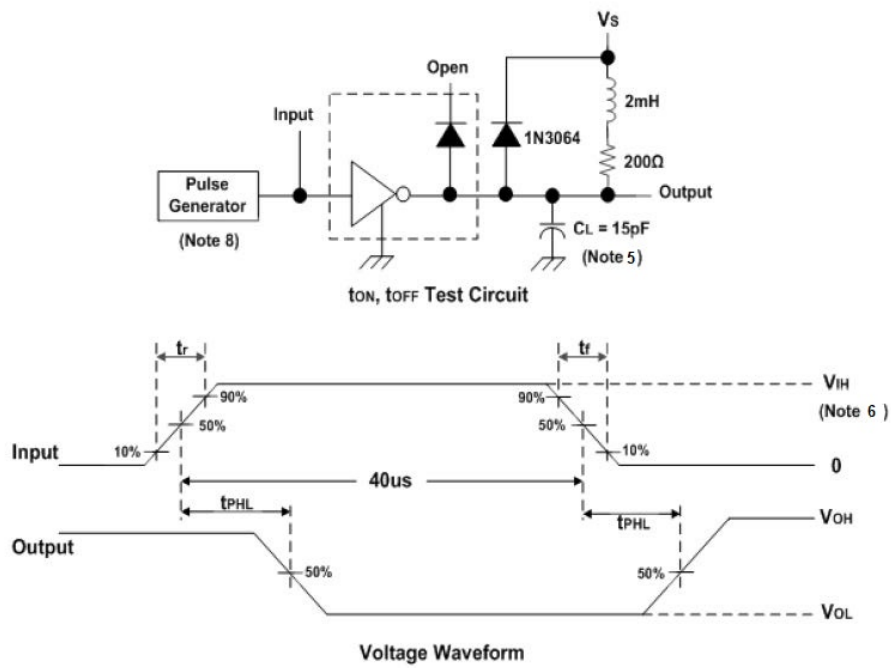 Vs
Open
2mH
Input
1N3064
200Ω
Pulse
Generator
Output
(Note 8)
CL = 15pF
(Note 5)
tON, tOFF Test Circuit
tr
tf
90%
90%
VIH
(Note 6 )
50%
50%
Input
10%
10%
0
40us
tPHL
tPHL
VOH
Output
50%
50%
VOL
Voltage Waveform